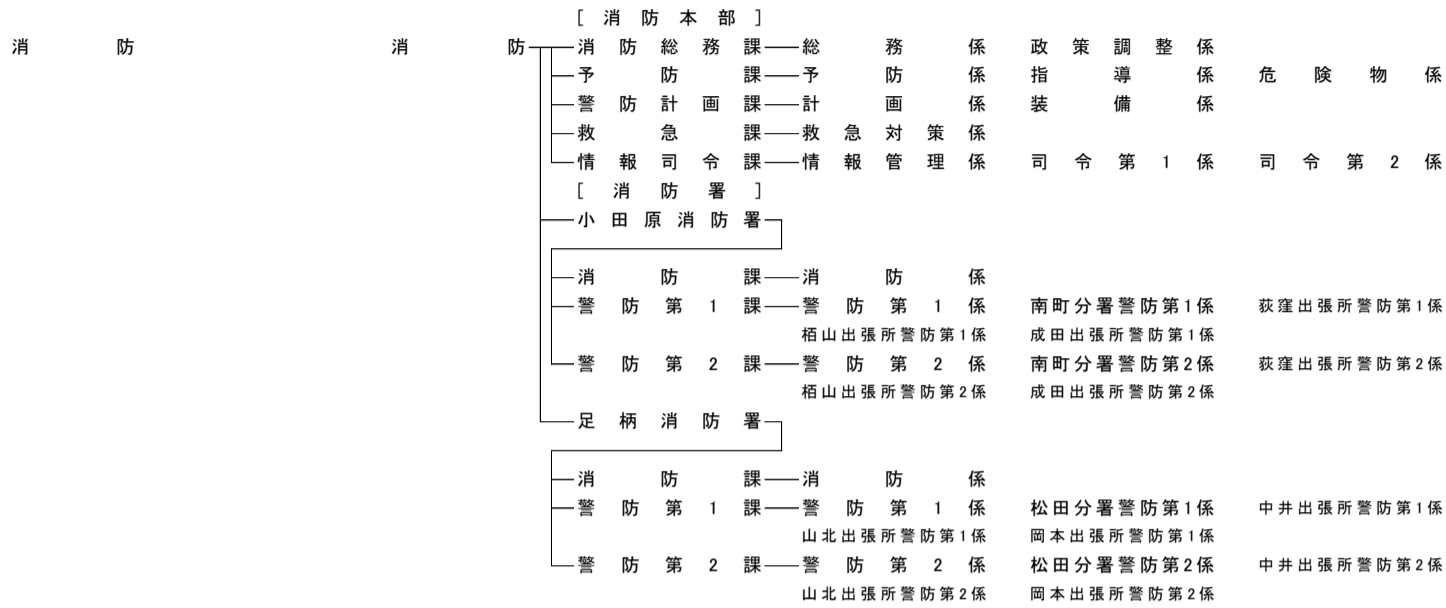 [消防本部]
消防 消防 消防総務課 総務係 政策調整係
予防課 予防係 指導係 危険物係
警防計画課 計画係 装備係
救急課 救急対策係
情報司令課 情報管理係 司令第1係 司令第2係
[消防署]
小田原消防署
消防課 消防係
警防第1課 警防第1係 南町分署警防第1係 荻窪出張所警防第1係
栢山出張所警防第1係 成田出張所警防第1係
警防第2課 警防第2係 南町分署警防第2係 荻窪出張所警防第2係
栢山出張所警防第2係 成田出張所警防第2係
足柄消防署
消防課 消防係
警防第1課 警防第1係 松田分署警防第1係 中井出張所警防第1係
山北出張所警防第1係 岡本出張所警防第1係
警防第2課 警防第2係 松田分署警防第2係 中井出張所警防第2係
山北出張所警防第2係 岡本出張所警防第2係